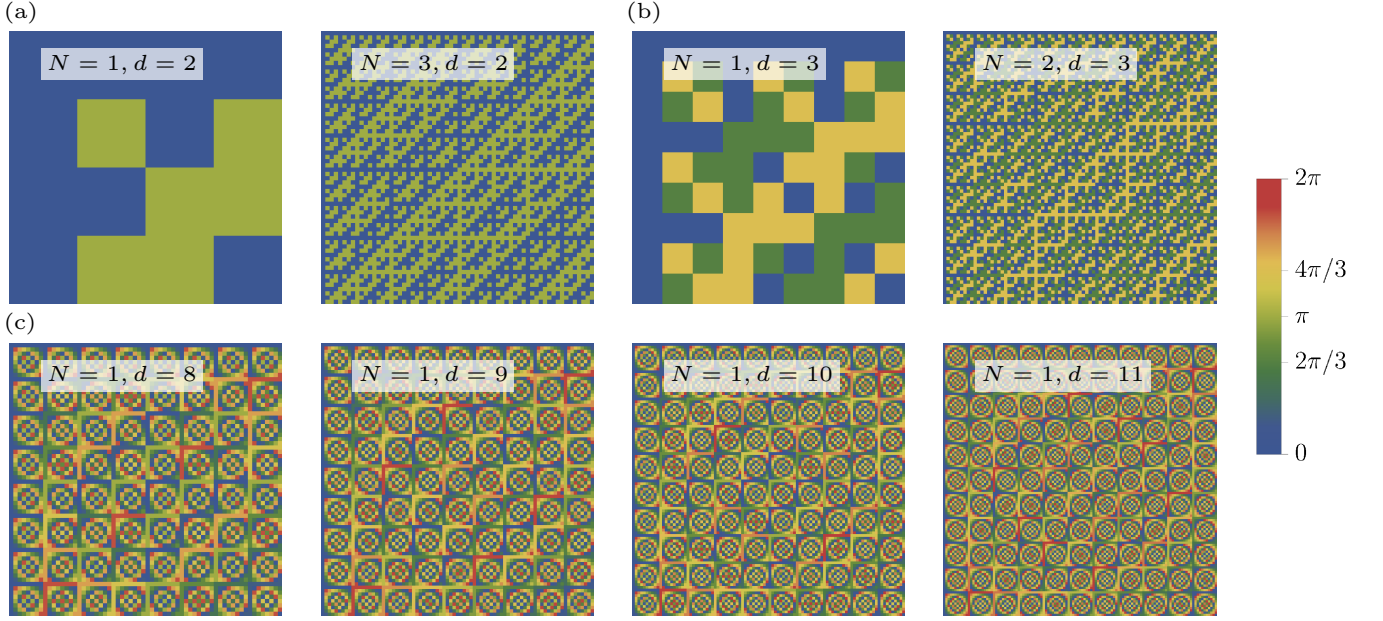 (a)
(b)
N = 1, d = 2
N = 3, d = 2
N = 1, d = 3
N = 2, d = 3
2π
4π/3
π
2π/3
0
(c)
N = 1, d = 8
N = 1, d = 9
N = 1, d = 10
N = 1, d = 11